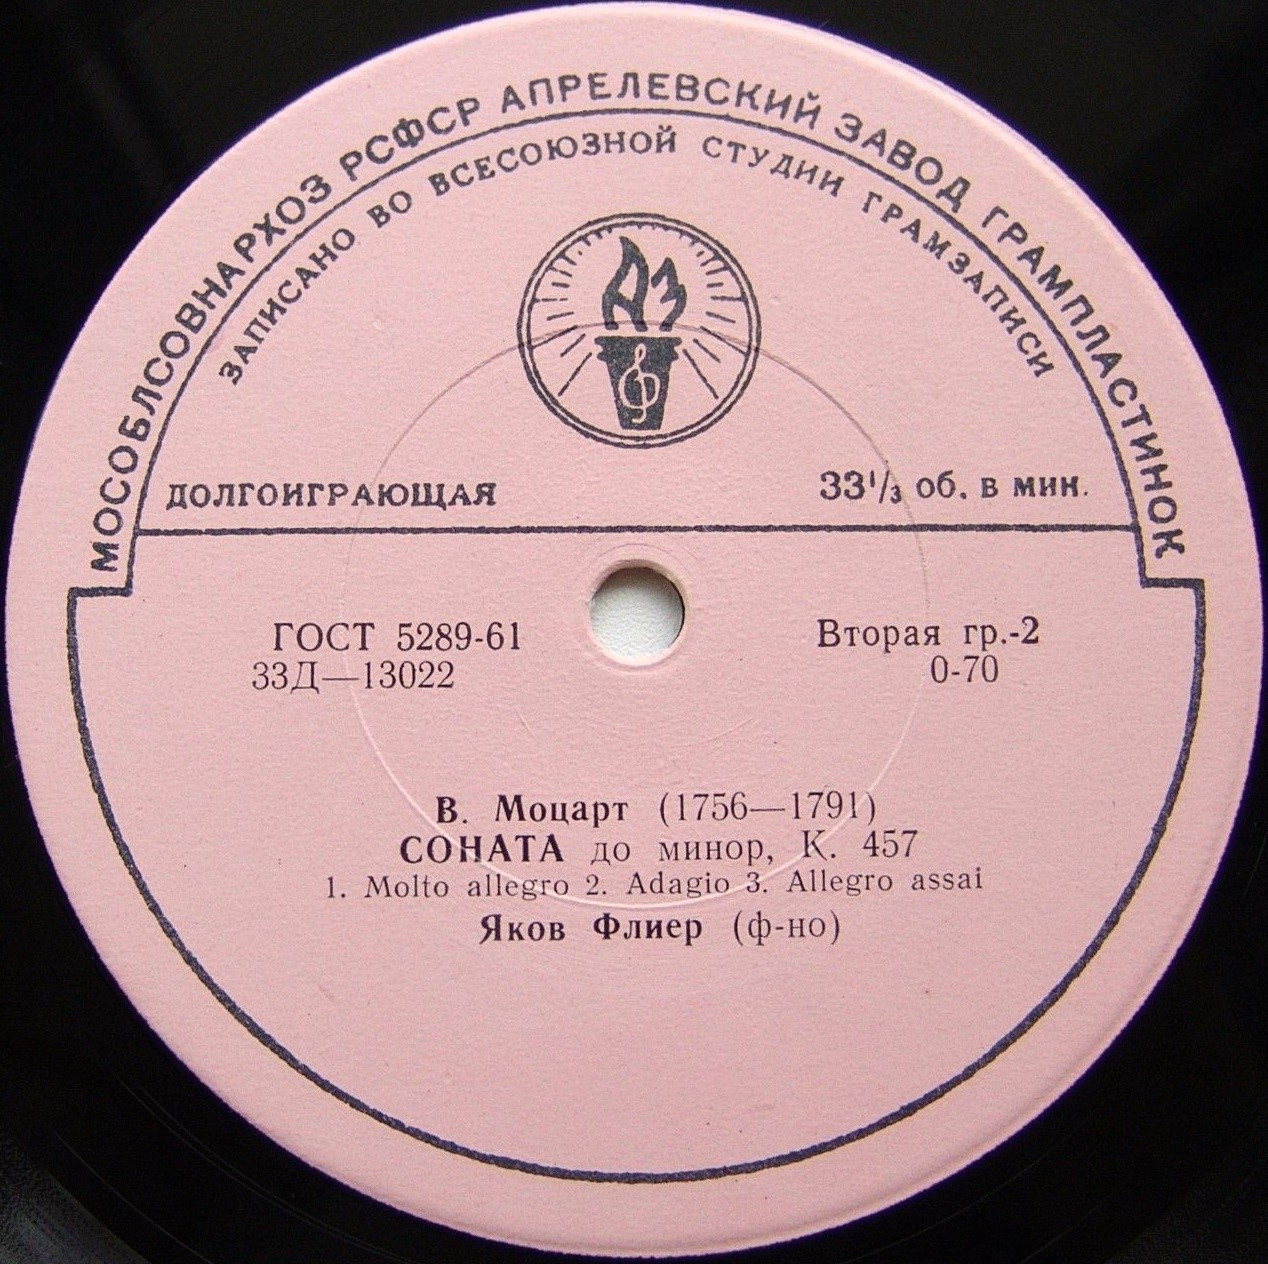 МОСОБЛСОВНАРХОЗ РСФСР АПРЕЛЕВСКИЙ ЗАВОД ГРАМПЛАСТИНОК
ЗАПИСАНО ВО ВСЕСОЮЗНОЙ СТУДИИ ГРАМЗАПИСИ
АЗ
ДОЛГОИГРАЮЩАЯ 33⅓ об. в мин.
ГОСТ 5289-61 Вторая гр.-2
33Д—13022 0-70
В. Моцарт (1756—1791)
СОНАТА до минор, К. 457
1. Molto allegro 2. Adagio 3. Allegro assai
Яков Флиер (ф-но)